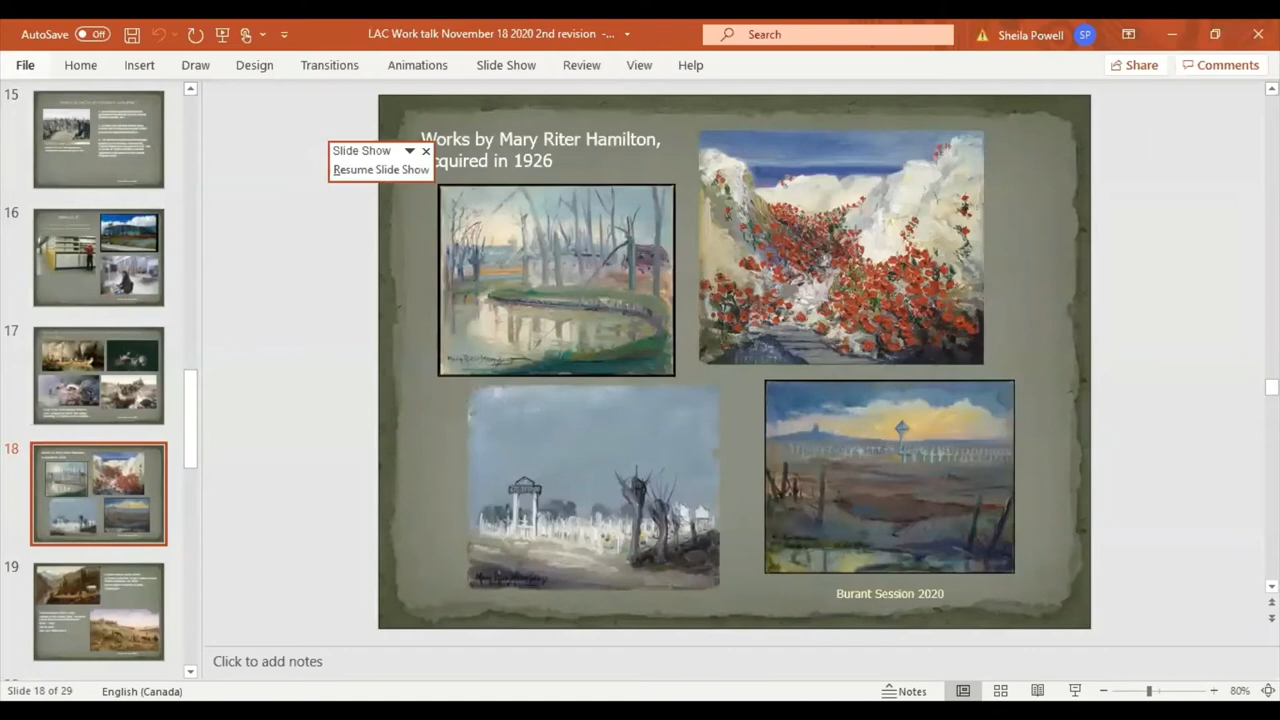 AutoSave Off
LAC Work talk November 18 2020 2nd revision -...
Search
Sheila Powell SP
File Home Insert Draw Design Transitions Animations Slide Show Review View Help
Share Comments
15
16
17
18
19
Works by Mary Riter Hamilton,
cquired in 1926
Slide Show
Resume Slide Show
Burant Session 2020
Click to add notes
Slide 18 of 29 English (Canada) Notes 80%